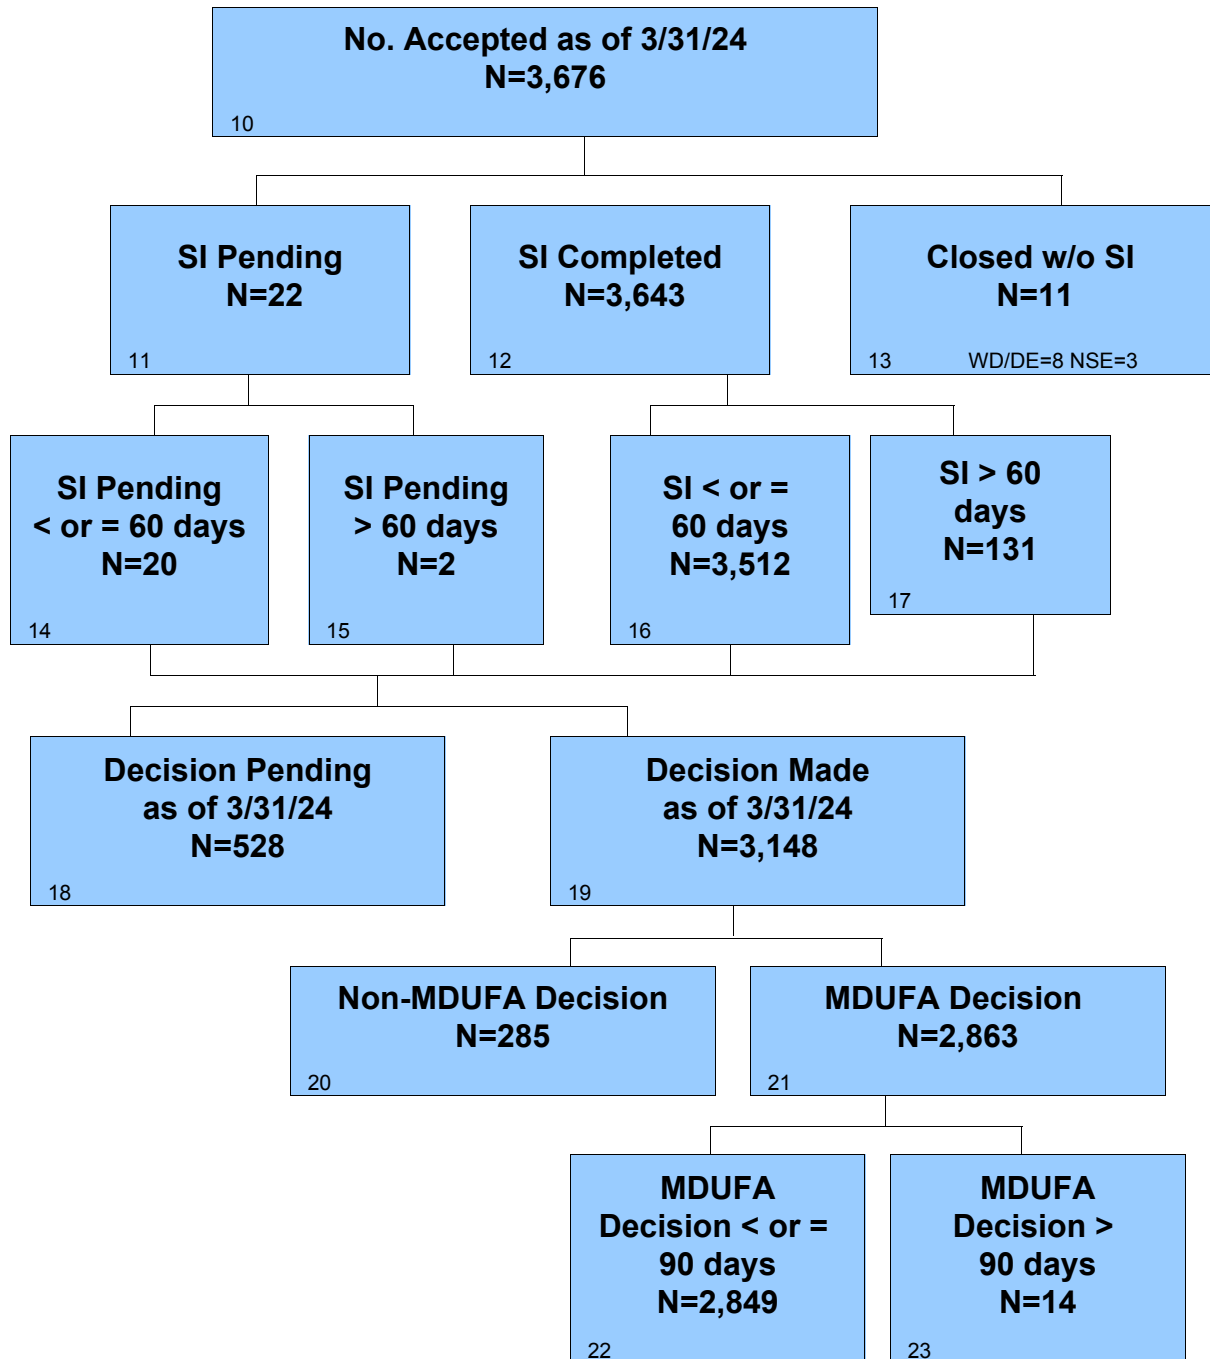 No. Accepted as of 3/31/24
N=3,676
10
SI Pending
N=22
11
SI Completed
N=3,643
12
Closed w/o SI
N=11
13 WD/DE=8 NSE=3
SI Pending
< or = 60 days
N=20
14
SI Pending
> 60 days
N=2
15
SI < or =
60 days
N=3,512
16
SI > 60
days
N=131
17
Decision Pending
as of 3/31/24
N=528
18
Decision Made
as of 3/31/24
N=3,148
19
Non-MDUFA Decision
N=285
20
MDUFA Decision
N=2,863
21
MDUFA
Decision < or =
90 days
N=2,849
22
MDUFA
Decision >
90 days
N=14
23